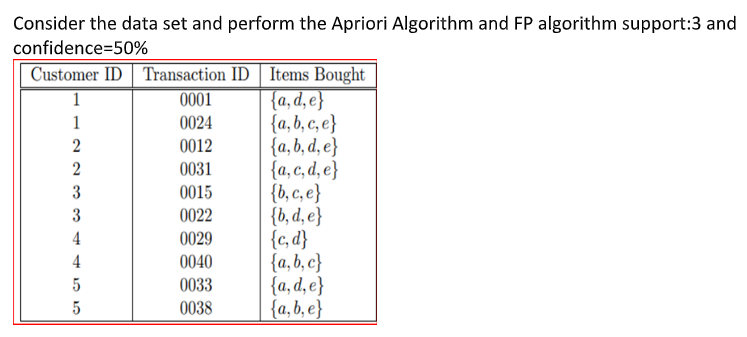 Consider the data set and perform the Apriori Algorithm and FP algorithm support:3 and
confidence=50%
Customer ID Transaction ID Items Bought
1 0001 {a, d, e}
1 0024 {a, b, c, e}
2 0012 {a, b, d, e}
2 0031 {a, c, d, e}
3 0015 {b, c, e}
3 0022 {b, d, e}
4 0029 {c, d}
4 0040 {a, b, c}
5 0033 {a, d, e}
5 0038 {a, b, e}